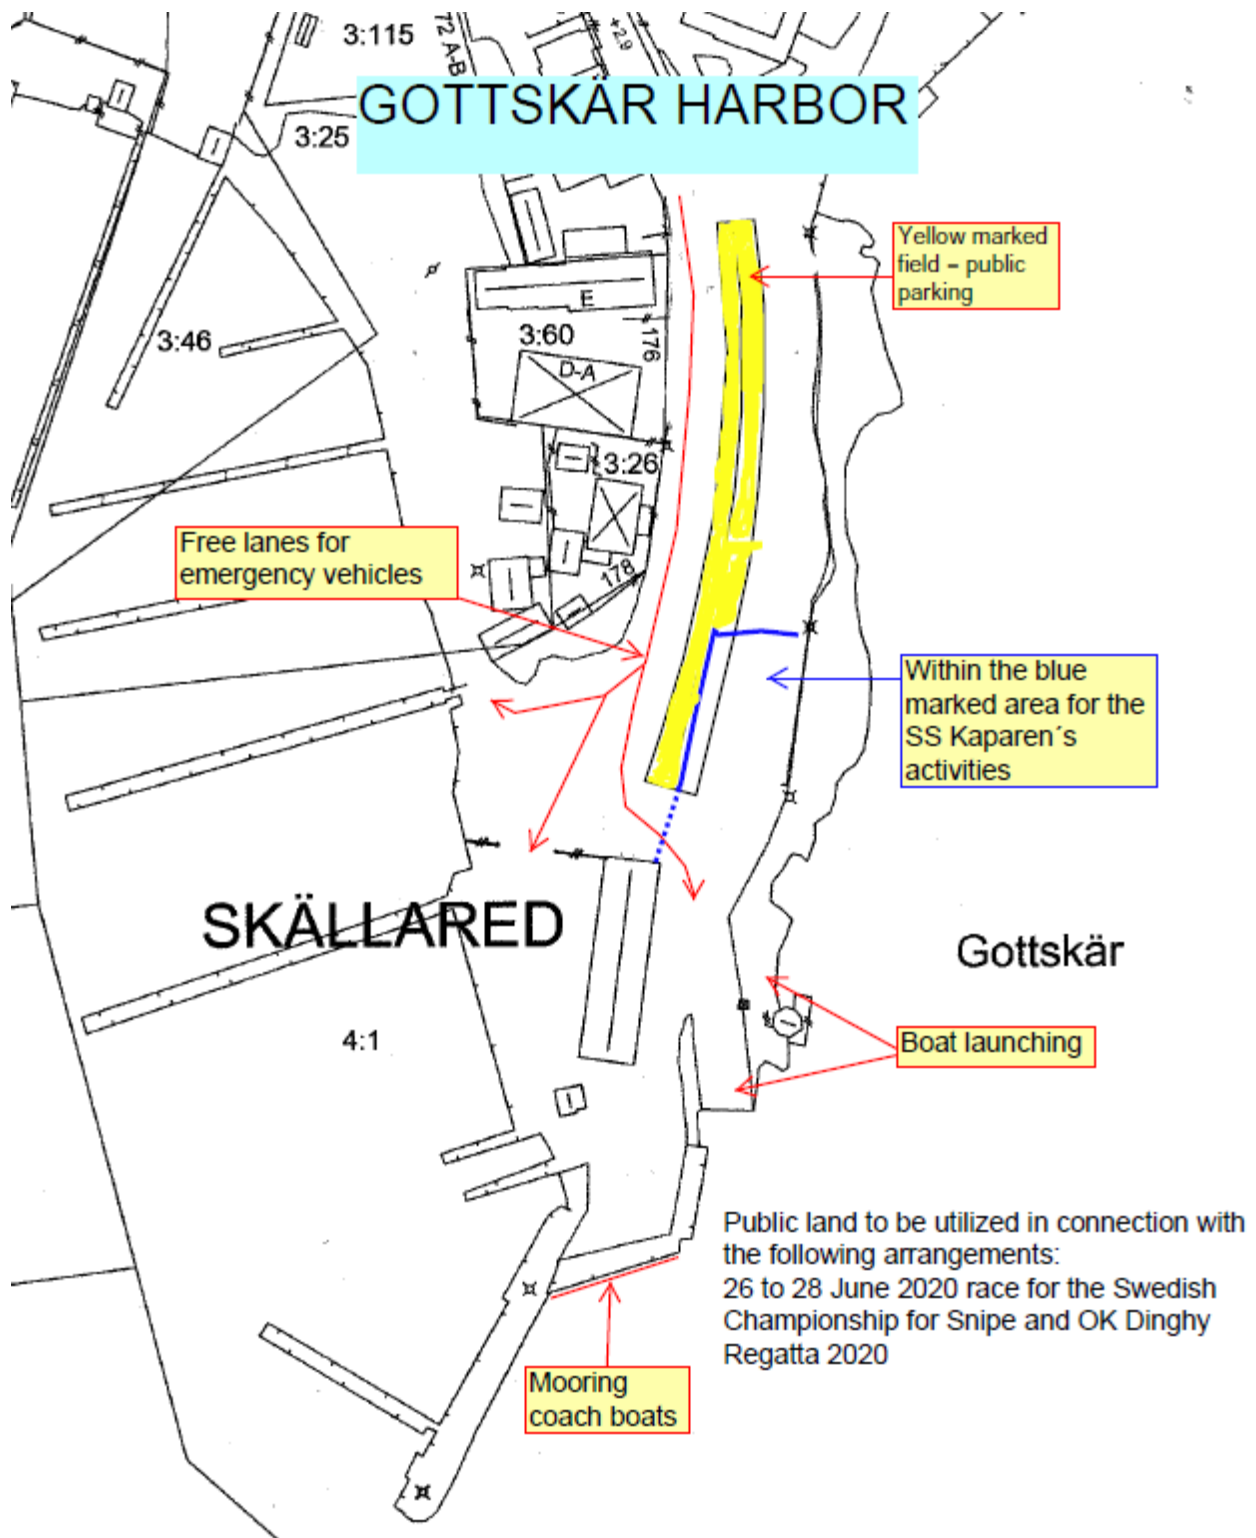 3:115
72 A-B
+2.9
GOTTSKÄR HARBOR
3:25
Yellow marked
field – public
parking
E
3:46
3:60
176
D-A
3:26
Free lanes for
emergency vehicles
178
Within the blue
marked area for the
SS Kaparen´s
activities
SKÄLLARED
Gottskär
4:1
Boat launching
Public land to be utilized in connection with
the following arrangements:
26 to 28 June 2020 race for the Swedish
Championship for Snipe and OK Dinghy
Regatta 2020
Mooring
coach boats